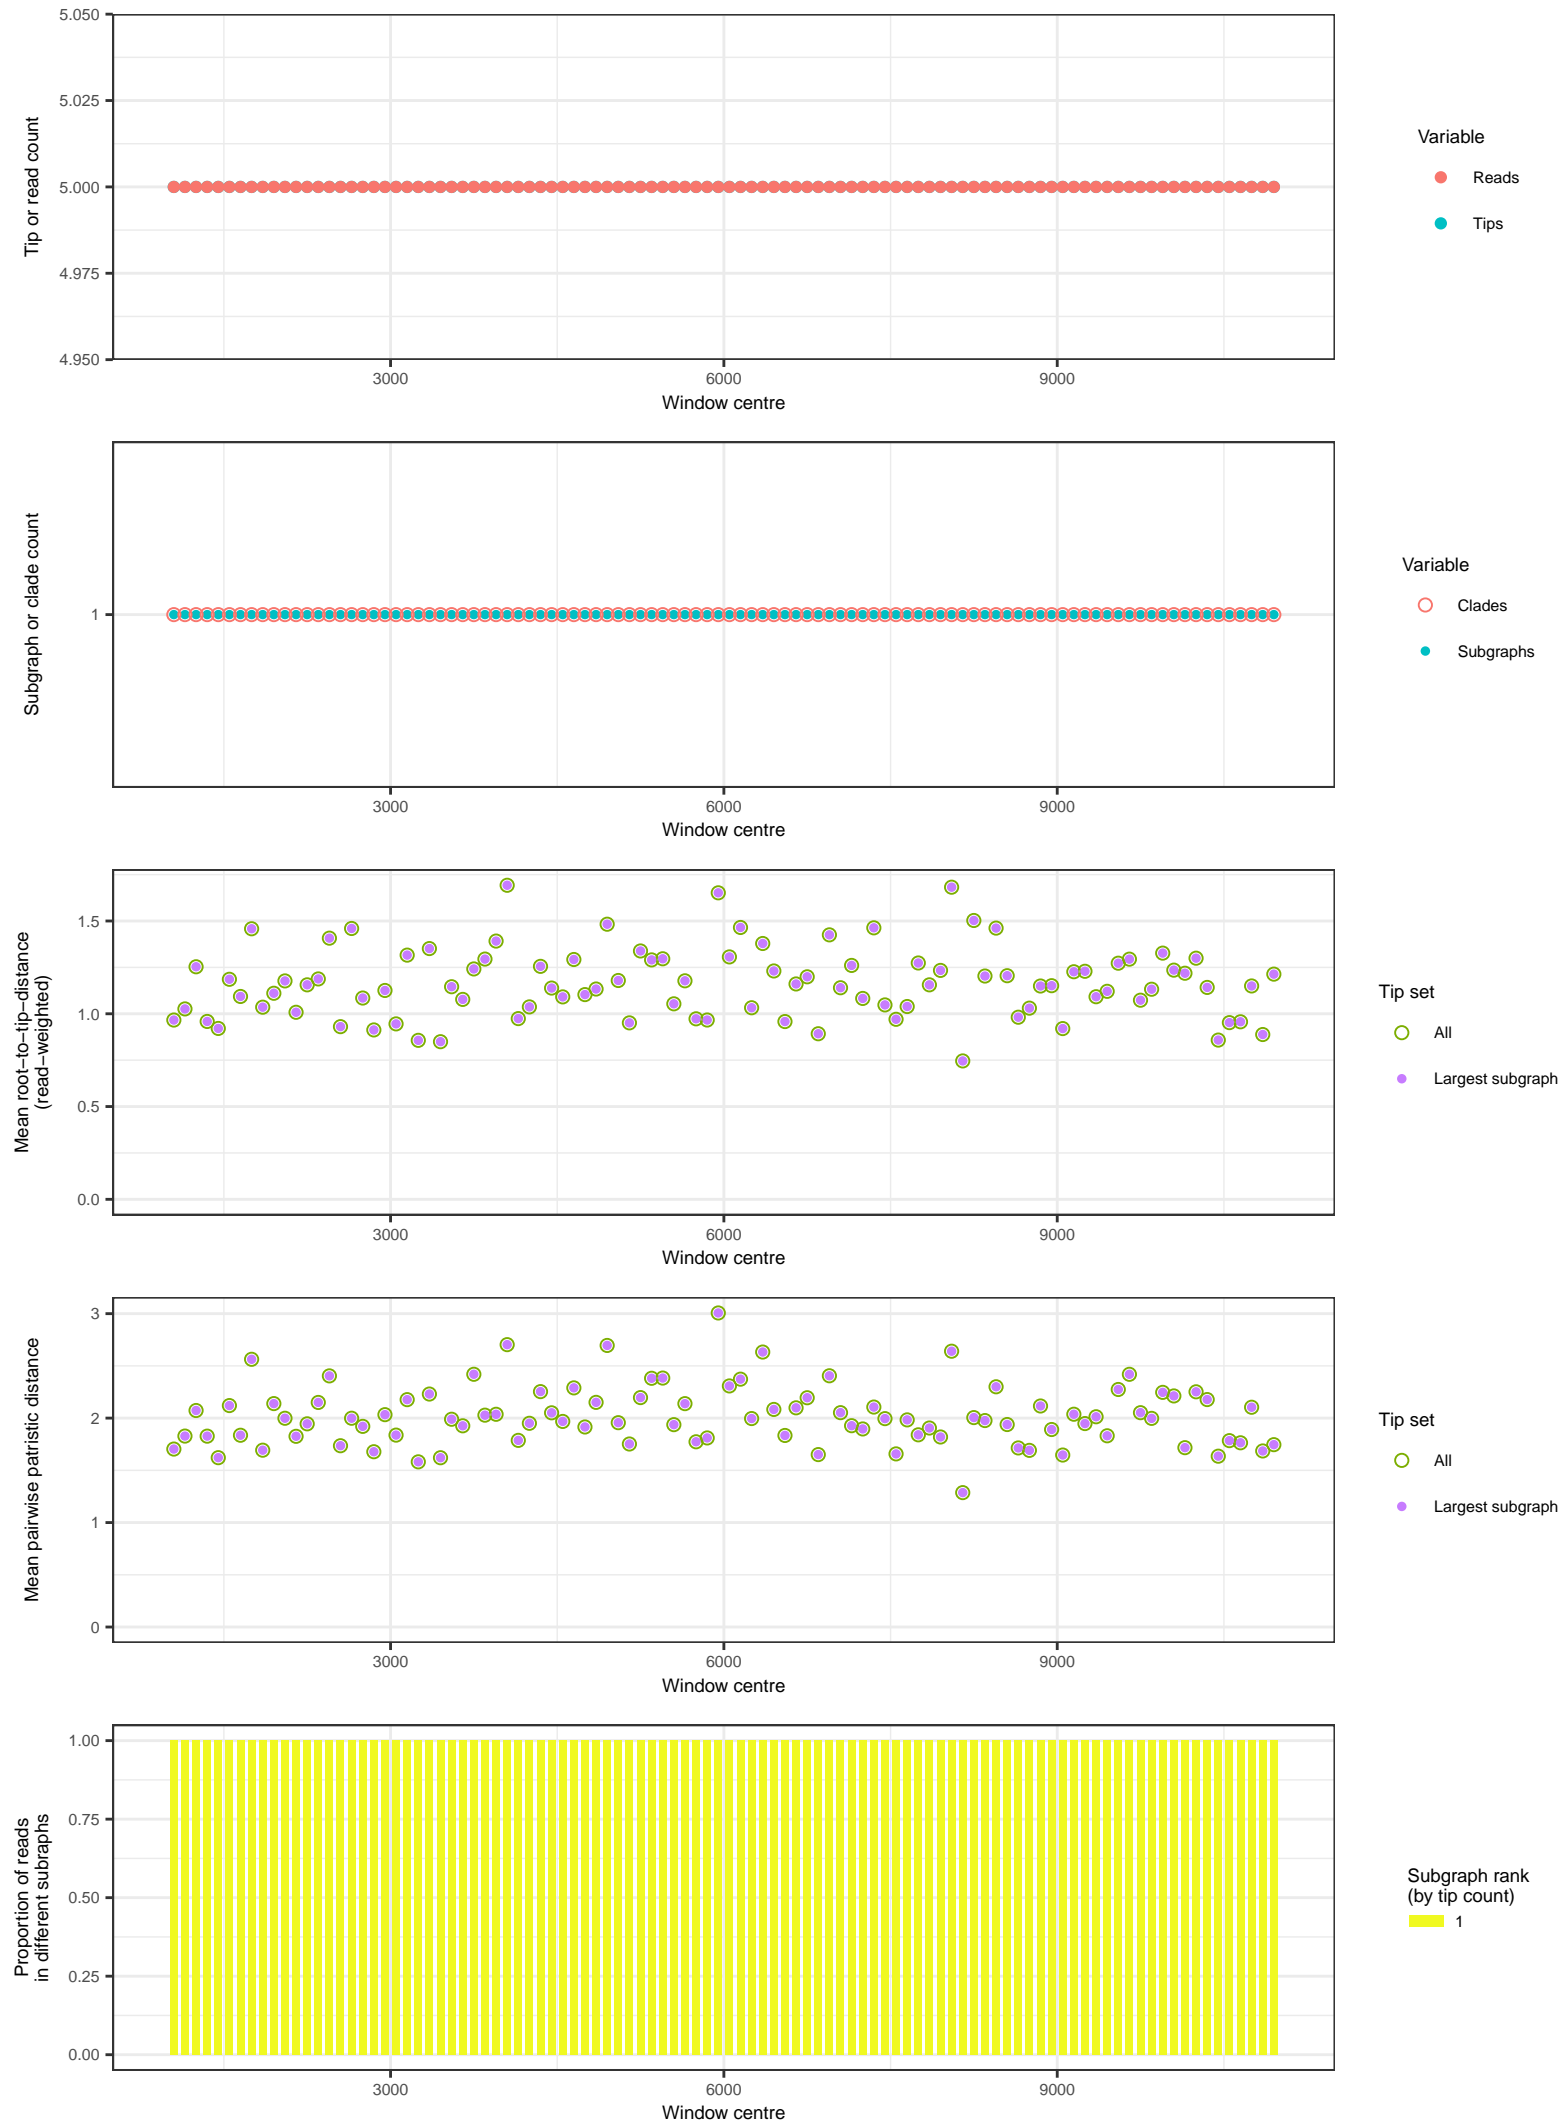 5.050
5.025
5.000
4.975
4.950
Tip or read count
3000 6000 9000
Window centre
Variable
Reads
Tips
1
Subgraph or clade count
3000 6000 9000
Window centre
Variable
Clades
Subgraphs
1.5
1.0
0.5
0.0
Mean root−to−tip−distance
(read−weighted)
3000 6000 9000
Window centre
Tip set
All
Largest subgraph
3
2
1
0
Mean pairwise patristic distance
3000 6000 9000
Window centre
Tip set
All
Largest subgraph
1.00
0.75
0.50
0.25
0.00
Proportion of reads
in different subraphs
3000 6000 9000
Window centre
Subgraph rank
(by tip count)
1